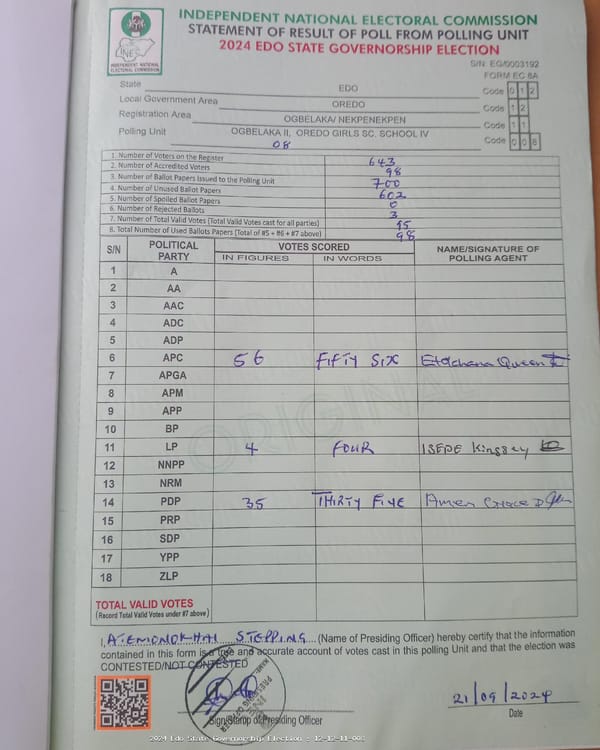 INDEPENDENT NATIONAL ELECTORAL COMMISSION
STATEMENT OF RESULT OF POLL FROM POLLING UNIT
2024 EDO STATE GOVERNORSHIP ELECTION
INEC
INDEPENDENT NATIONAL
ELECTORAL COMMISSION
S/N: EG/0003192
FORM EC 8A
State EDO Code 0 1 2
Local Government Area OREDO Code 1 2
Registration Area OGBELAKA/ NEKPENEKPEN Code 1 1
Polling Unit OGBELAKA II, OREDO GIRLS SC. SCHOOL IV Code 0 0 8
08
1. Number of Voters on the Register 643
2. Number of Accredited Voters 98
3. Number of Ballot Papers Issued to the Polling Unit 700
4. Number of Unused Ballot Papers 602
5. Number of Spoiled Ballot Papers 0
6. Number of Rejected Ballots 3
7. Number of Total Valid Votes (Total Valid Votes cast for all parties) 95
8. Total Number of Used Ballots Papers (Total of #5 + #6 + #7 above) 98
S/N POLITICAL PARTY VOTES SCORED NAME/SIGNATURE OF POLLING AGENT
IN FIGURES IN WORDS
1 A
2 AA
3 AAC
4 ADC
5 ADP
6 APC 56 FIFTY SIX Queen
7 APGA
8 APM
9 APP
10 BP
11 LP 4 FOUR ISEDE Kingsley
12 NNPP
13 NRM
14 PDP 35 THIRTY FIVE Amen Grace D
15 PRP
16 SDP
17 YPP
18 ZLP
ORIGINAL
TOTAL VALID VOTES
(Record Total Valid Votes under #7 above)
I, ATEMONOKHAI STEPPING (Name of Presiding Officer) hereby certify that the information
contained in this form is a true and accurate account of votes cast in this polling Unit and that the election was
CONTESTED/NOT CONTESTED
PRESIDING OFFICER
INEC
21/09/2024
Sign/Stamp of Presiding Officer Date
2024 Edo State Governorship Election : 12-12-11-008